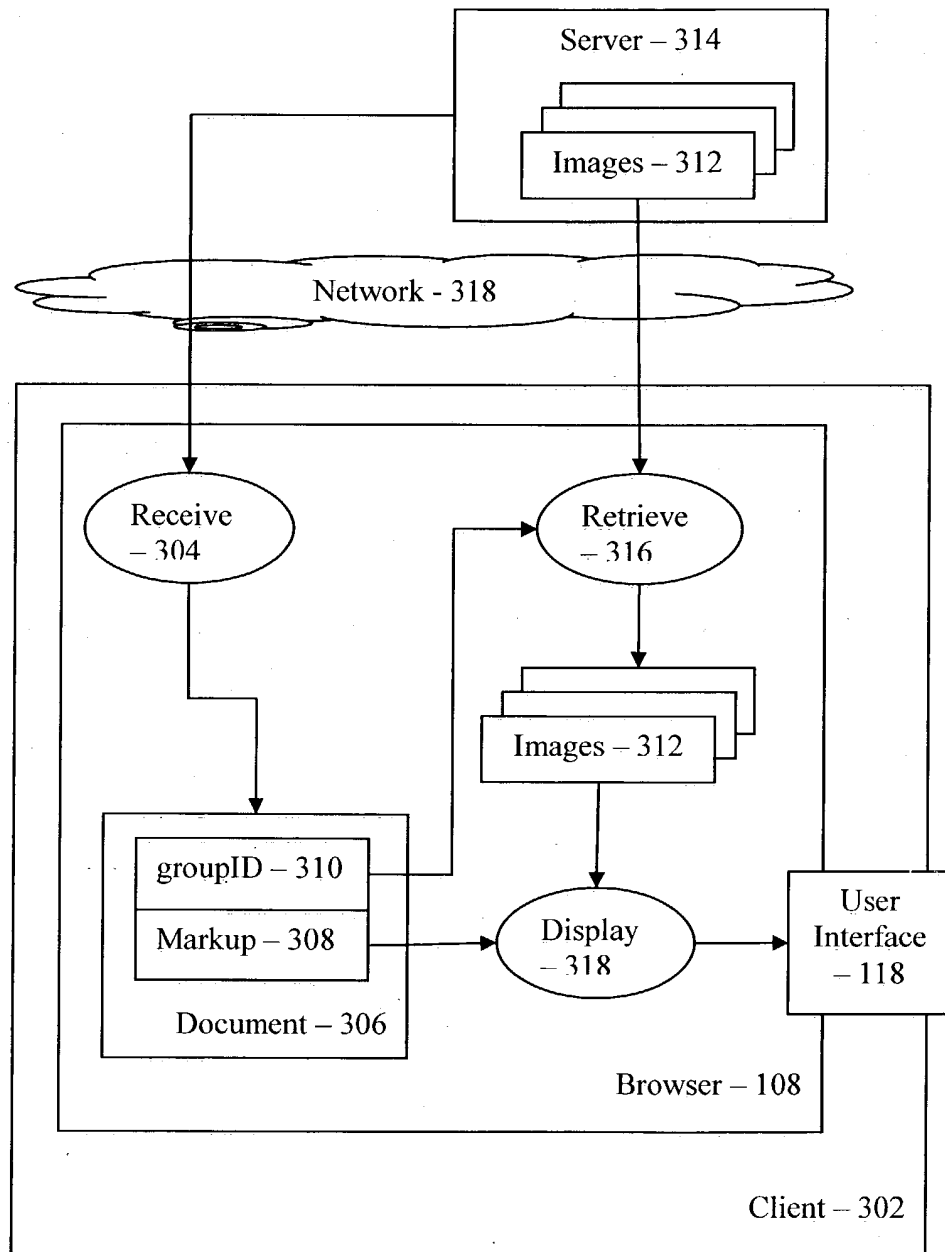 Server – 314
Images – 312
Network - 318
Receive
– 304
Retrieve
– 316
Images – 312
groupID – 310
Markup – 308
Document – 306
Display
– 318
User
Interface
– 118
Browser – 108
Client – 302